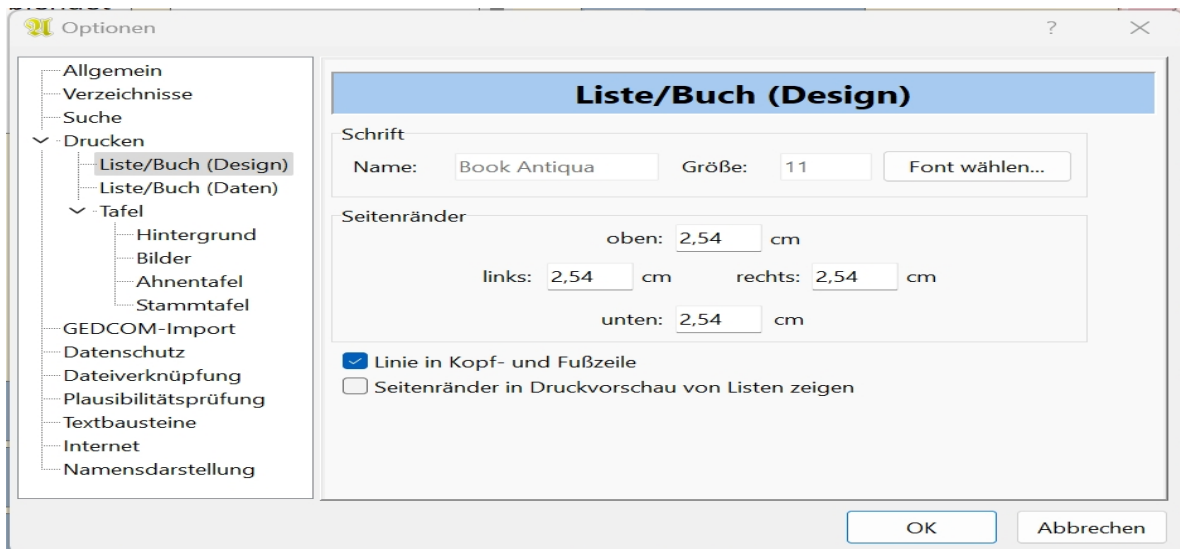 Optionen
?
Allgemein
Verzeichnisse
Suche
Drucken
Liste/Buch (Design)
Liste/Buch (Daten)
Tafel
Hintergrund
Bilder
Ahnentafel
Stammtafel
GEDCOM-Import
Datenschutz
Dateiverknüpfung
Plausibilitätsprüfung
Textbausteine
Internet
Namensdarstellung
Liste/Buch (Design)
Schrift
Name: Book Antiqua Größe: 11 Font wählen...
Seitenränder
oben: 2,54 cm
links: 2,54 cm rechts: 2,54 cm
unten: 2,54 cm
Linie in Kopf- und Fußzeile
Seitenränder in Druckvorschau von Listen zeigen
OK Abbrechen